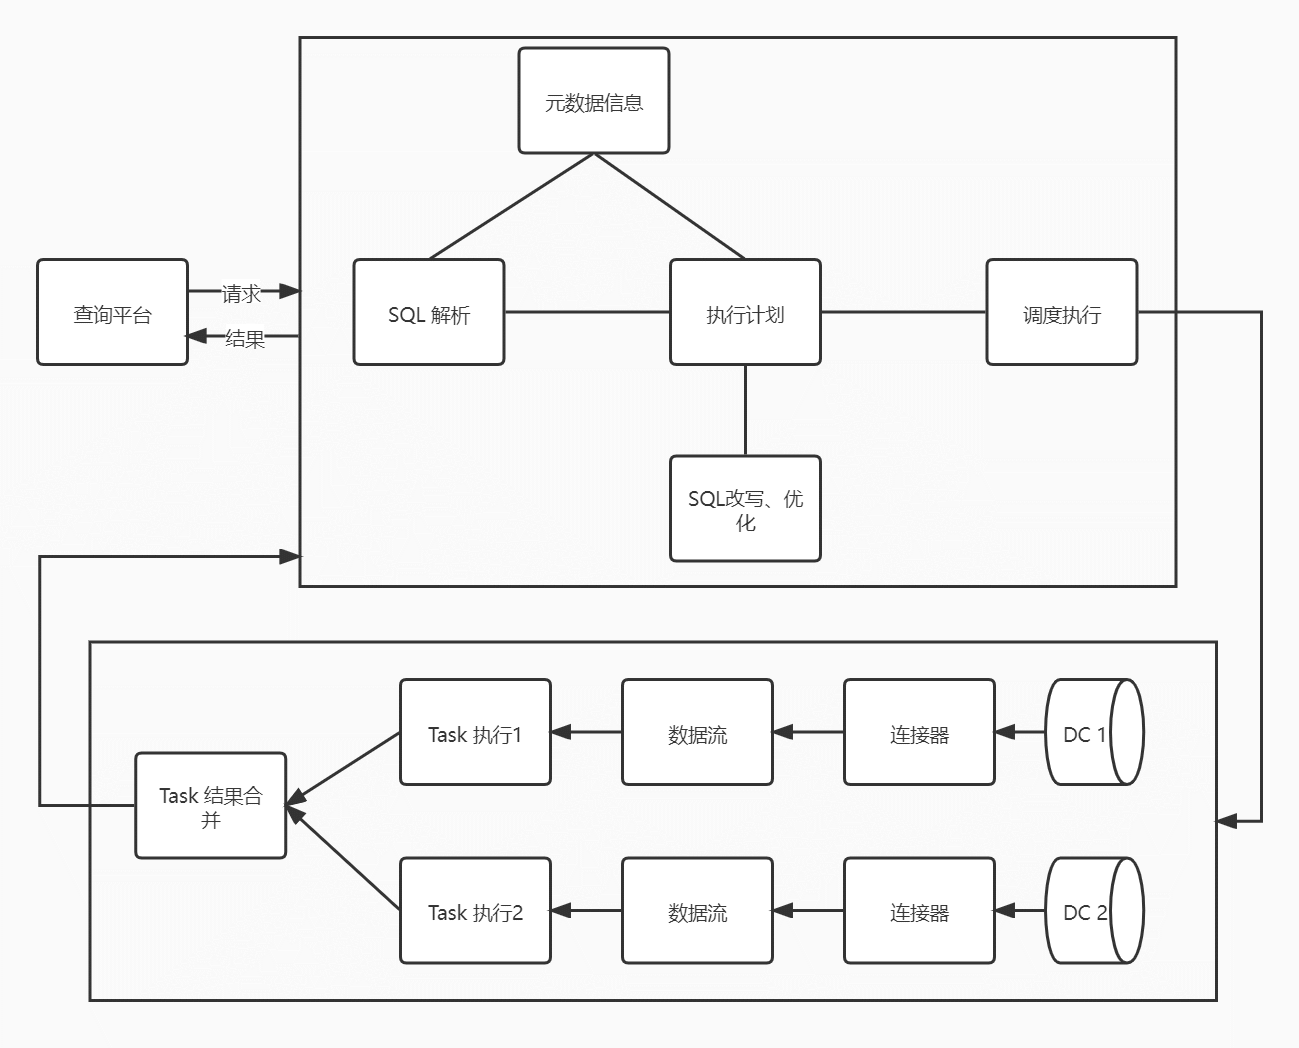 元数据信息
查询平台
请求
结果
SQL 解析
执行计划
调度执行
SQL改写、优
化
Task 执行1
数据流
连接器
DC 1
Task 结果合
并
Task 执行2
数据流
连接器
DC 2